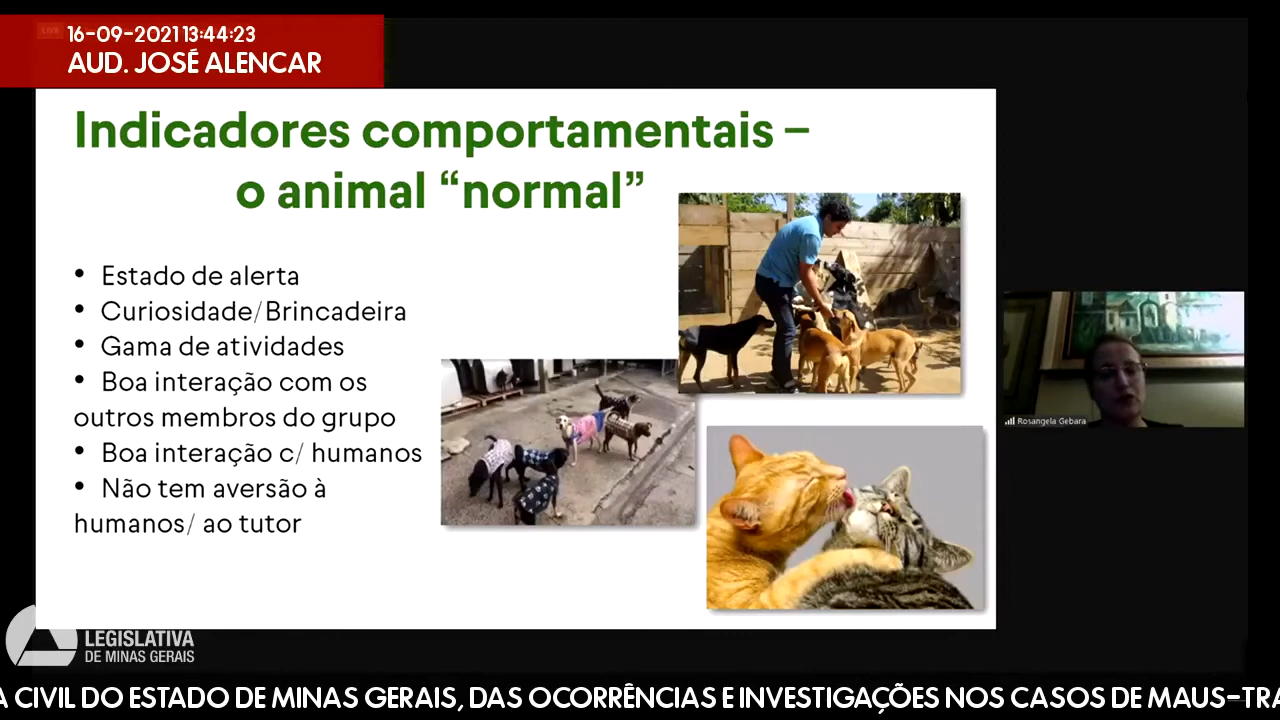 LIVE
16-09-2021 13:44:23
AUD. JOSÉ ALENCAR
Indicadores comportamentais –
o animal “normal”
• Estado de alerta
• Curiosidade/Brincadeira
• Gama de atividades
• Boa interação com os
outros membros do grupo
• Boa interação c/ humanos
• Não tem aversão à
humanos/ ao tutor
Rosangela Gebara
LEGISLATIVA
DE MINAS GERAIS
A CIVIL DO ESTADO DE MINAS GERAIS, DAS OCORRÊNCIAS E INVESTIGAÇÕES NOS CASOS DE MAUS-TRA